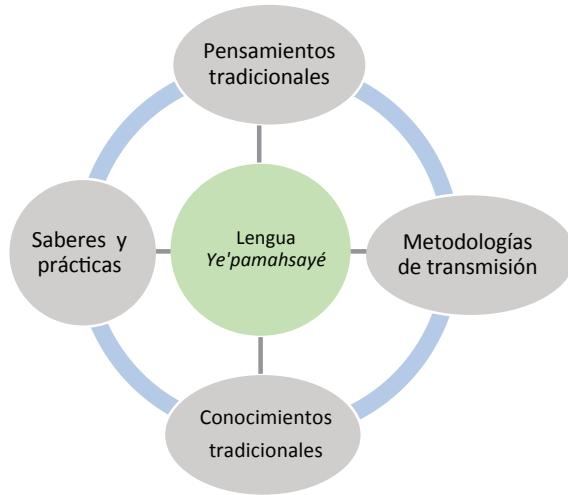 Pensamientos
tradicionales
Saberes y
prácticas
Lengua
Ye'pamahsayé
Metodologías
de transmisión
Conocimientos
tradicionales